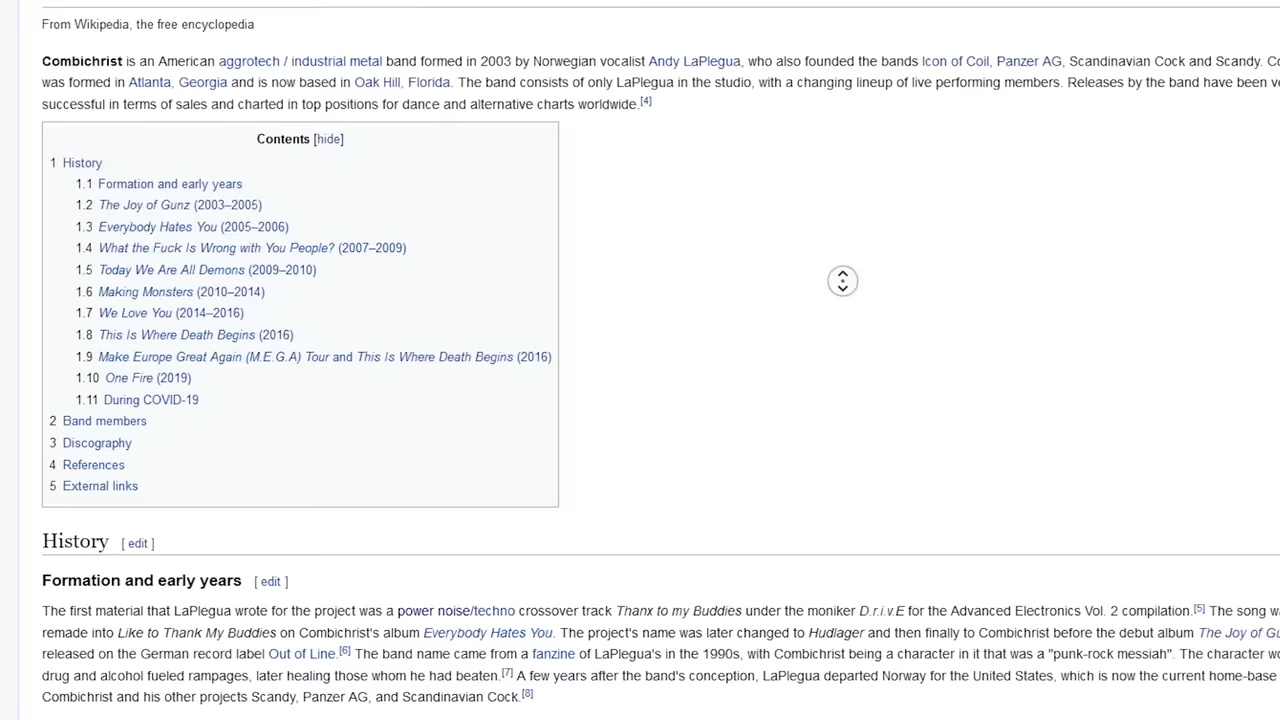 From Wikipedia, the free encyclopedia
Combichrist is an American aggrotech / industrial metal band formed in 2003 by Norwegian vocalist Andy LaPlegua, who also founded the bands Icon of Coil, Panzer AG, Scandinavian Cock and Scandy.
was formed in Atlanta, Georgia and is now based in Oak Hill, Florida. The band consists of only LaPlegua in the studio, with a changing lineup of live performing members. Releases by the band have been
successful in terms of sales and charted in top positions for dance and alternative charts worldwide.[4]
Contents [hide]
1 History
1.1 Formation and early years
1.2 The Joy of Gunz (2003–2005)
1.3 Everybody Hates You (2005–2006)
1.4 What the Fuck Is Wrong with You People? (2007–2009)
1.5 Today We Are All Demons (2009–2010)
1.6 Making Monsters (2010–2014)
1.7 We Love You (2014–2016)
1.8 This Is Where Death Begins (2016)
1.9 Make Europe Great Again (M.E.G.A) Tour and This Is Where Death Begins (2016)
1.10 One Fire (2019)
1.11 During COVID-19
2 Band members
3 Discography
4 References
5 External links
History [ edit ]
Formation and early years [ edit ]
The first material that LaPlegua wrote for the project was a power noise/techno crossover track Thanx to my Buddies under the moniker D.r.i.v.E for the Advanced Electronics Vol. 2 compilation.[5] The song
remade into Like to Thank My Buddies on Combichrist's album Everybody Hates You. The project's name was later changed to Hudlager and then finally to Combichrist before the debut album The Joy of
released on the German record label Out of Line.[6] The band name came from a fanzine of LaPlegua's in the 1990s, with Combichrist being a character in it that was a "punk-rock messiah". The character
drug and alcohol fueled rampages, later healing those whom he had beaten.[7] A few years after the band's conception, LaPlegua departed Norway for the United States, which is now the current home-base
Combichrist and his other projects Scandy, Panzer AG, and Scandinavian Cock.[8]